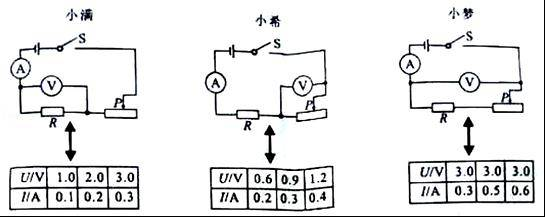 小满 小希 小梦
S S S
A V P R
A V P R
A V P R
U/V 1.0 2.0 3.0
I/A 0.1 0.2 0.3
U/V 0.6 0.9 1.2
I/A 0.2 0.3 0.4
U/V 3.0 3.0 3.0
I/A 0.3 0.5 0.6